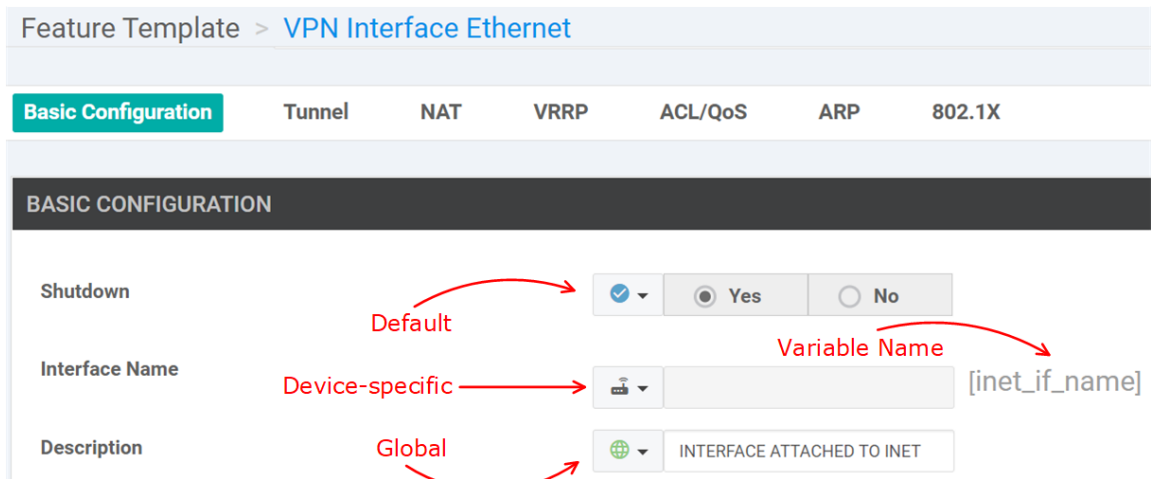 Feature Template > VPN Interface Ethernet
Basic Configuration Tunnel NAT VRRP ACL/QoS ARP 802.1X
BASIC CONFIGURATION
Shutdown Yes No
Default
Variable Name
Interface Name
Device-specific [inet_if_name]
Description Global INTERFACE ATTACHED TO INET